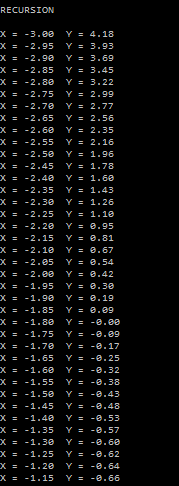 RECURSION
X = -3.00 Y = 4.18
X = -2.95 Y = 3.93
X = -2.90 Y = 3.69
X = -2.85 Y = 3.45
X = -2.80 Y = 3.22
X = -2.75 Y = 2.99
X = -2.70 Y = 2.77
X = -2.65 Y = 2.56
X = -2.60 Y = 2.35
X = -2.55 Y = 2.16
X = -2.50 Y = 1.96
X = -2.45 Y = 1.78
X = -2.40 Y = 1.60
X = -2.35 Y = 1.43
X = -2.30 Y = 1.26
X = -2.25 Y = 1.10
X = -2.20 Y = 0.95
X = -2.15 Y = 0.81
X = -2.10 Y = 0.67
X = -2.05 Y = 0.54
X = -2.00 Y = 0.42
X = -1.95 Y = 0.30
X = -1.90 Y = 0.19
X = -1.85 Y = 0.09
X = -1.80 Y = -0.00
X = -1.75 Y = -0.09
X = -1.70 Y = -0.17
X = -1.65 Y = -0.25
X = -1.60 Y = -0.32
X = -1.55 Y = -0.38
X = -1.50 Y = -0.43
X = -1.45 Y = -0.48
X = -1.40 Y = -0.53
X = -1.35 Y = -0.57
X = -1.30 Y = -0.60
X = -1.25 Y = -0.62
X = -1.20 Y = -0.64
X = -1.15 Y = -0.66